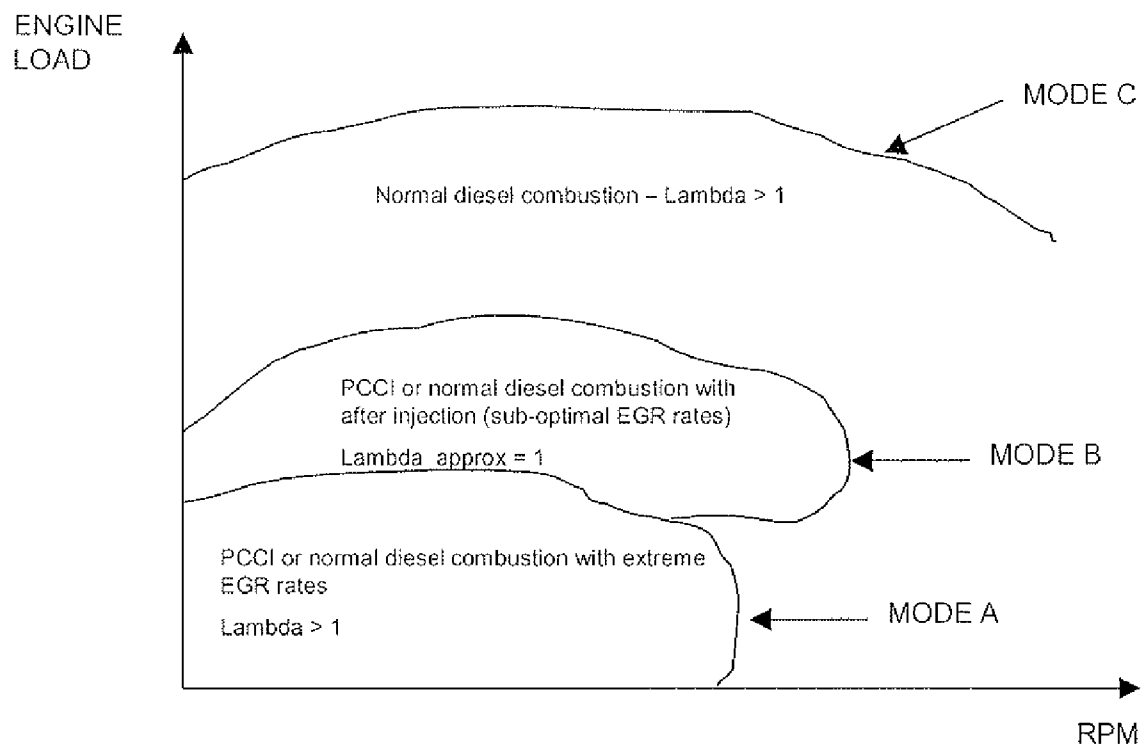 ENGINE
LOAD
MODE C
Normal diesel combustion – Lambda > 1
PCCI or normal diesel combustion with
after injection (sub-optimal EGR rates)
Lambda approx = 1
MODE B
PCCI or normal diesel combustion with extreme
EGR rates
Lambda > 1
MODE A
RPM